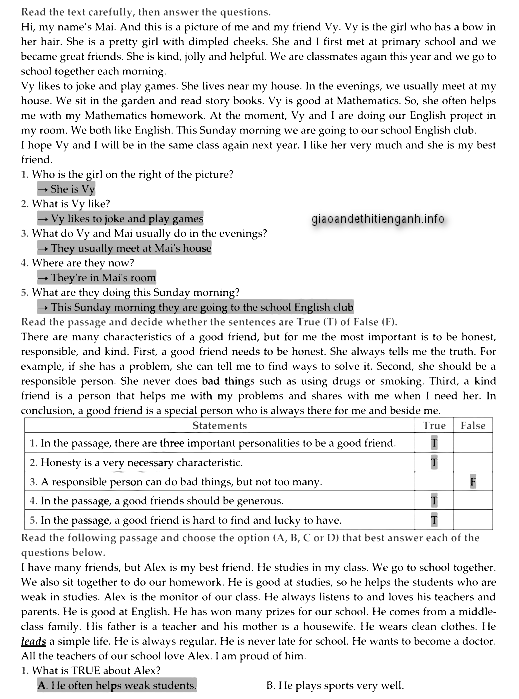 Read the text carefully, then answer the questions.
Hi, my name's Mai. And this is a picture of me and my friend Vy. Vy is the girl who has a bow in
her hair. She is a pretty girl with dimpled cheeks. She and I first met at primary school and we
became great friends. She is kind, jolly and helpful. We are classmates again this year and we go to
school together each morning.
Vy likes to joke and play games. She lives near my house. In the evenings, we usually meet at my
house. We sit in the garden and read story books. Vy is good at Mathematics. So, she often helps
me with my Mathematics homework. At the moment, Vy and I are doing our English project in
my room. We both like English. This Sunday morning we are going to our school English club.
I hope Vy and I will be in the same class again next year. I like her very much and she is my best
friend.
1. Who is the girl on the right of the picture?
→ She is Vy
2. What is Vy like?
→ Vy likes to joke and play games
giaoandethitienganh.info
3. What do Vy and Mai usually do in the evenings?
→ They usually meet at Mai's house
4. Where are they now?
→ They're in Mai's room
5. What are they doing this Sunday morning?
→ This Sunday morning they are going to the school English club
Read the passage and decide whether the sentences are True (T) of False (F).
There are many characteristics of a good friend, but for me the most important is to be honest,
responsible, and kind. First, a good friend needs to be honest. She always tells me the truth. For
example, if she has a problem, she can tell me to find ways to solve it. Second, she should be a
responsible person. She never does bad things such as using drugs or smoking. Third, a kind
friend is a person that helps me with my problems and shares with me when I need her. In
conclusion, a good friend is a special person who is always there for me and beside me.
Statements True False
1. In the passage, there are three important personalities to be a good friend. T
2. Honesty is a very necessary characteristic. T
3. A responsible person can do bad things, but not too many. F
4. In the passage, a good friends should be generous. T
5. In the passage, a good friend is hard to find and lucky to have. T
Read the following passage and choose the option (A, B, C or D) that best answer each of the
questions below.
I have many friends, but Alex is my best friend. He studies in my class. We go to school together.
We also sit together to do our homework. He is good at studies, so he helps the students who are
weak in studies. Alex is the monitor of our class. He always listens to and loves his teachers and
parents. He is good at English. He has won many prizes for our school. He comes from a middle-
class family. His father is a teacher and his mother is a housewife. He wears clean clothes. He
leads a simple life. He is always regular. He is never late for school. He wants to become a doctor.
All the teachers of our school love Alex. I am proud of him.
1. What is TRUE about Alex?
A. He often helps weak students. B. He plays sports very well.